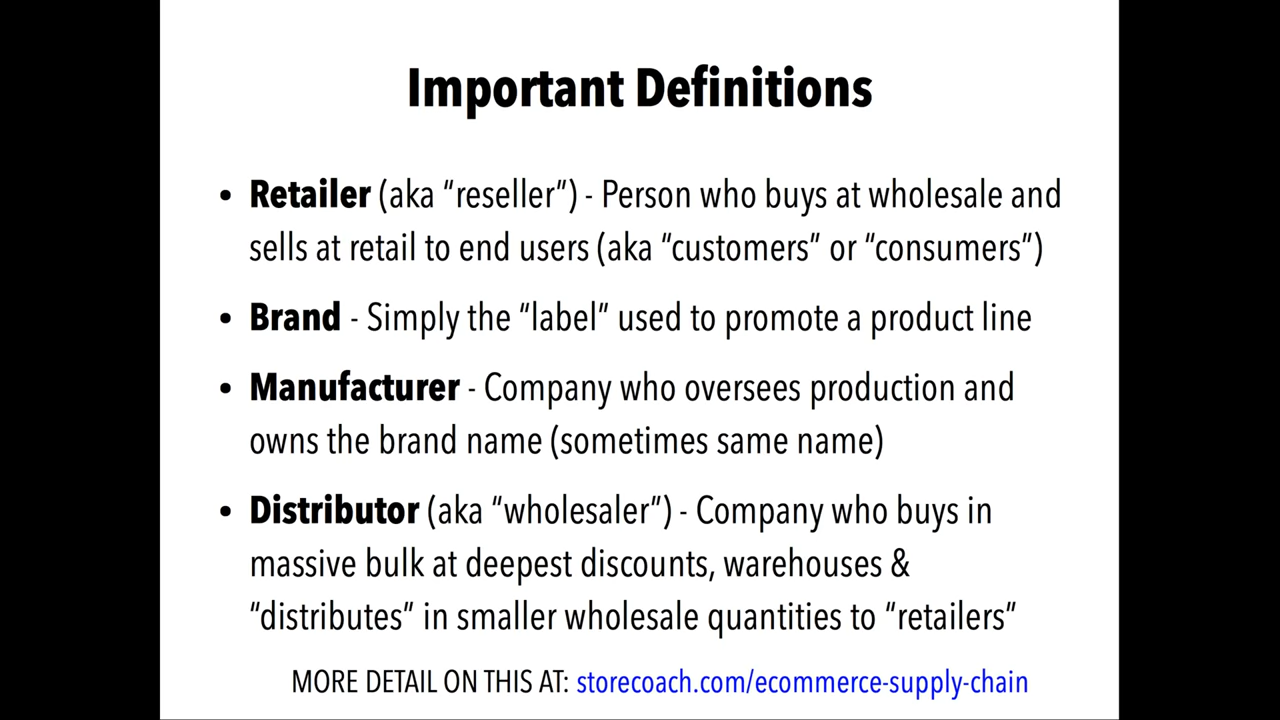 Important Definitions
• Retailer (aka “reseller”) - Person who buys at wholesale and
sells at retail to end users (aka “customers” or “consumers”)
• Brand - Simply the “label” used to promote a product line
• Manufacturer - Company who oversees production and
owns the brand name (sometimes same name)
• Distributor (aka “wholesaler”) - Company who buys in
massive bulk at deepest discounts, warehouses &
“distributes” in smaller wholesale quantities to “retailers”
MORE DETAIL ON THIS AT: storecoach.com/ecommerce-supply-chain